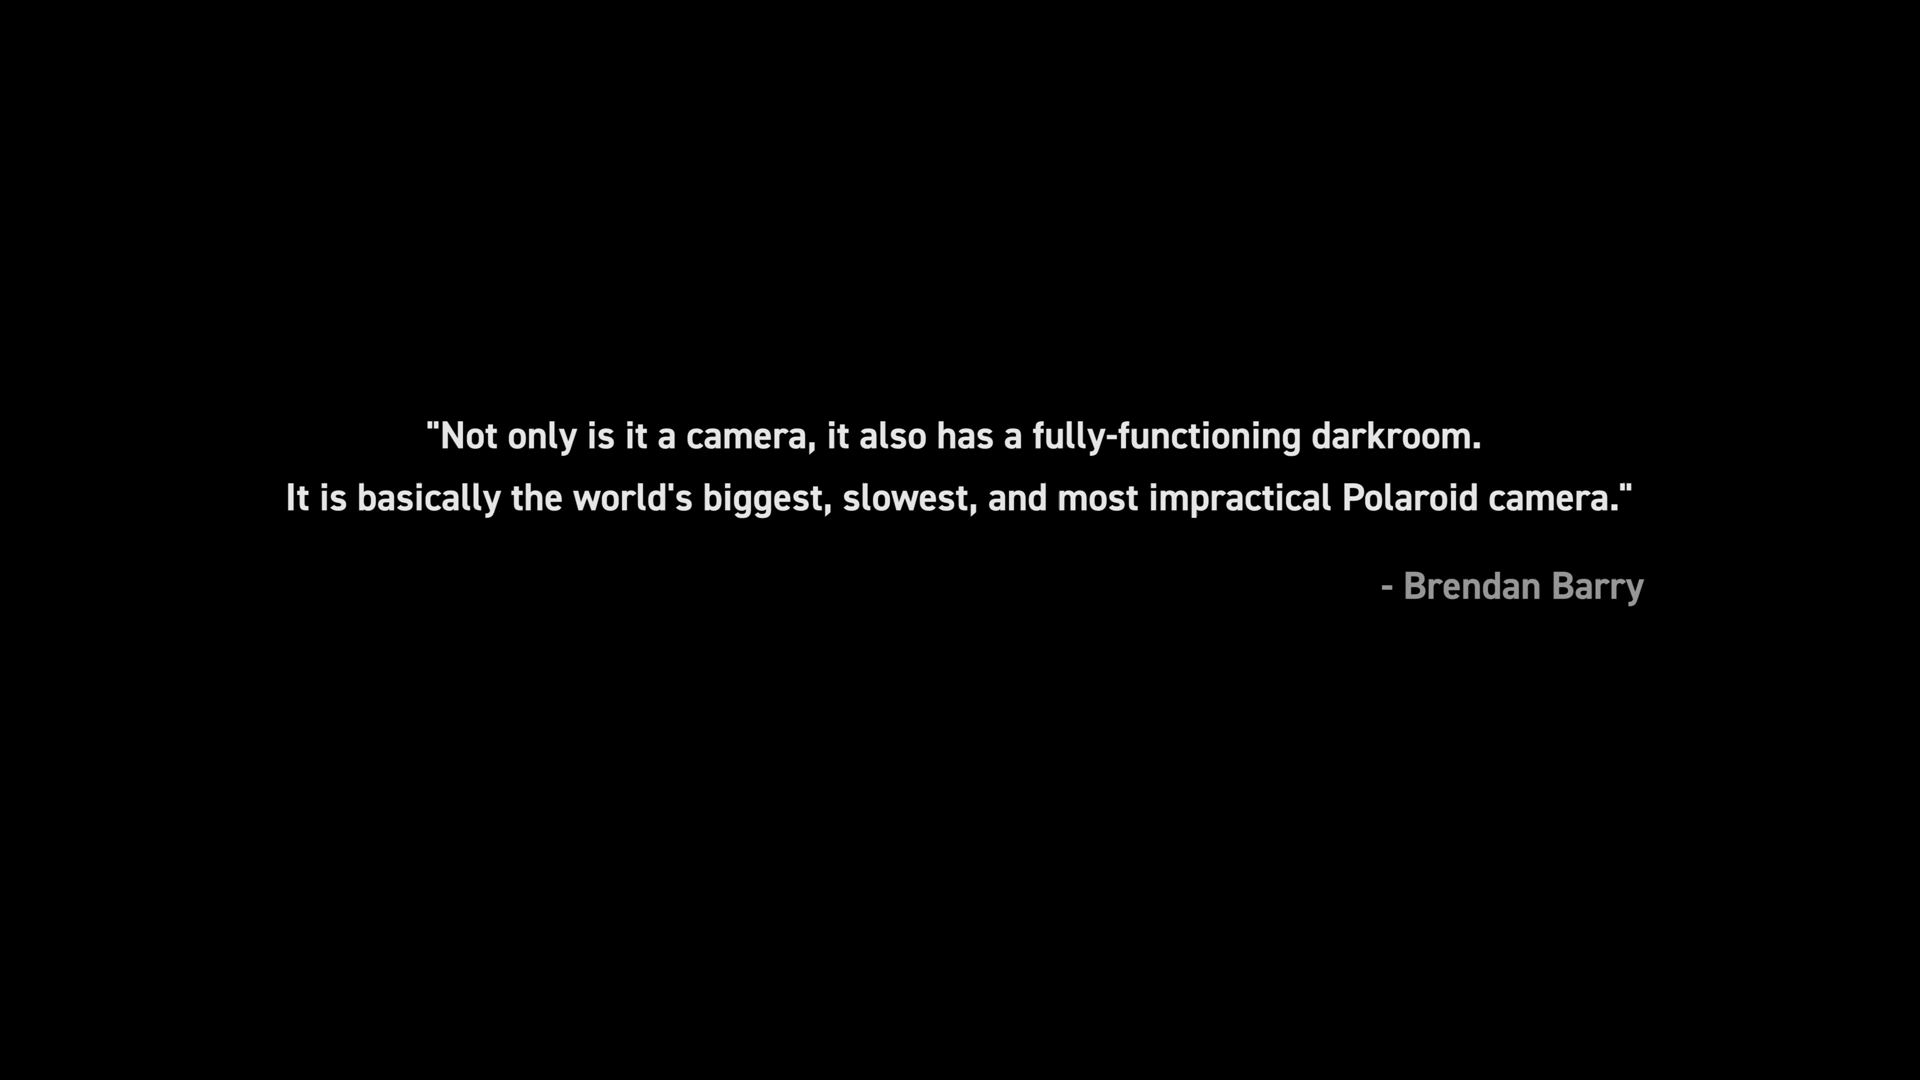 "Not only is it a camera, it also has a fully-functioning darkroom.
It is basically the world's biggest, slowest, and most impractical Polaroid camera."
- Brendan Barry